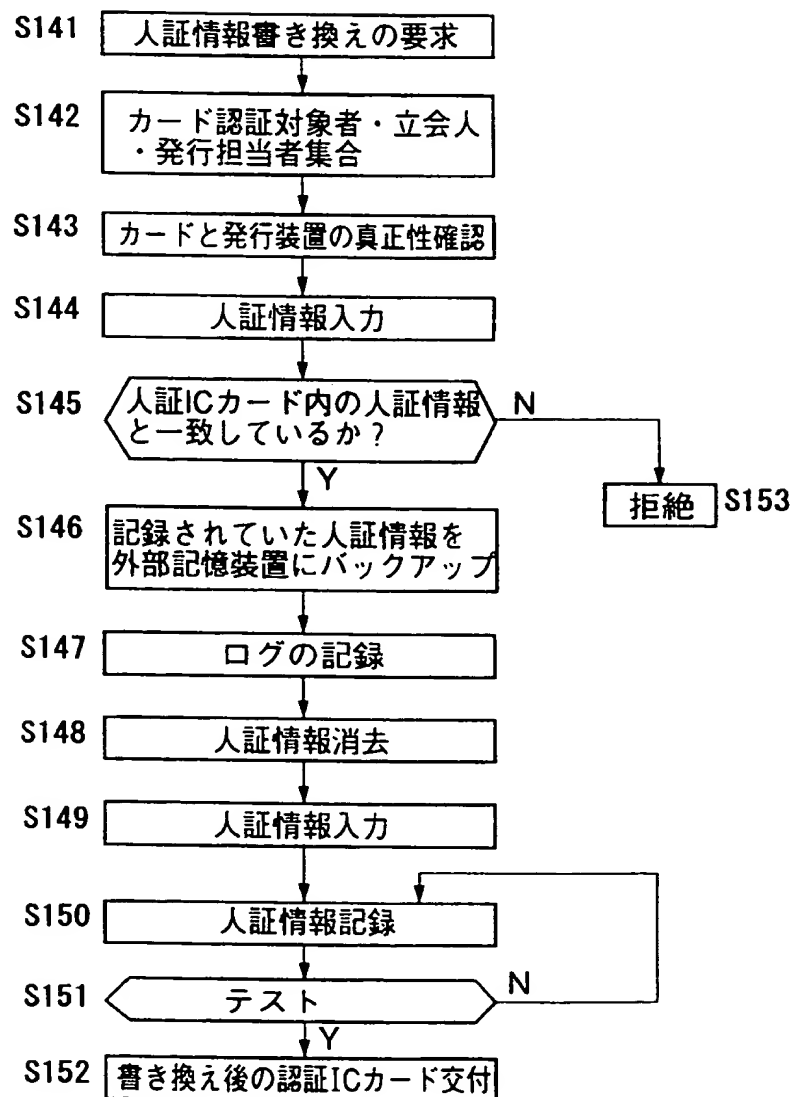 S141 人証情報書き換えの要求
S142 カード認証対象者・立会人
・発行担当者集合
S143 カードと発行装置の真正性確認
S144 人証情報入力
S145 人証ICカード内の人証情報 N
と一致しているか?
Y
拒絶 S153
S146 記録されていた人証情報を
外部記憶装置にバックアップ
S147 ログの記録
S148 人証情報消去
S149 人証情報入力
S150 人証情報記録
S151 テスト N
Y
S152 書き換え後の認証ICカード交付